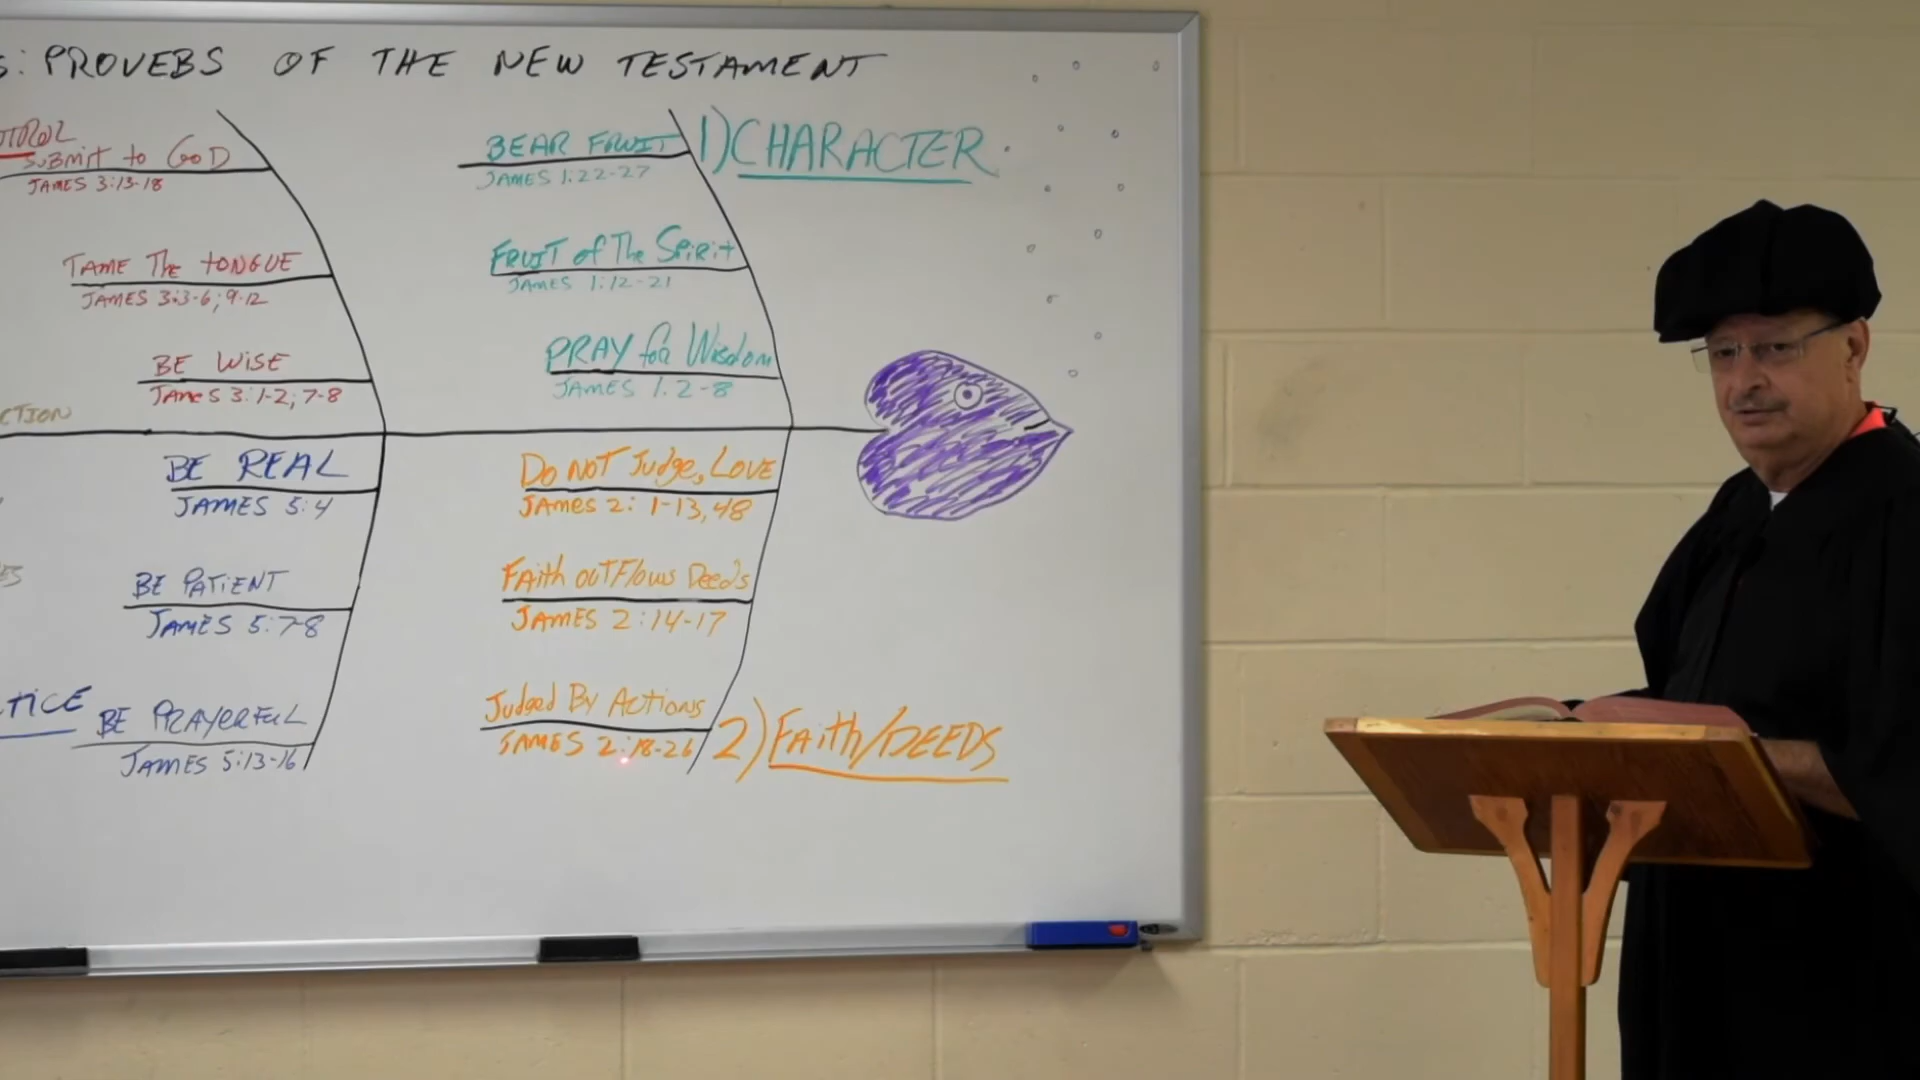 S: PROVEBS OF THE NEW TESTAMENT
SUBMIT to GOD
JAMES 3:13-18
TAME The TONGUE
JAMES 3:3-6; 9-12
BE WISE
JAMES 3:1-2; 7-8
CTION
BE REAL
JAMES 5:4
BE PATIENT
JAMES 5:7-8
TICE
BE PRAYERFUL
JAMES 5:13-16
1) CHARACTER
BEAR FRUIT
JAMES 1:22-27
FRUIT of The Spirit
JAMES 1:12-21
PRAY for Wisdom
JAMES 1:2-8
Do NOT Judge, LOVE
JAMES 2: 1-13, 48
FAith outFlows Deeds
JAMES 2:14-17
Judged By Actions
JAMES 2:18-26
2) FAith/DEEDS